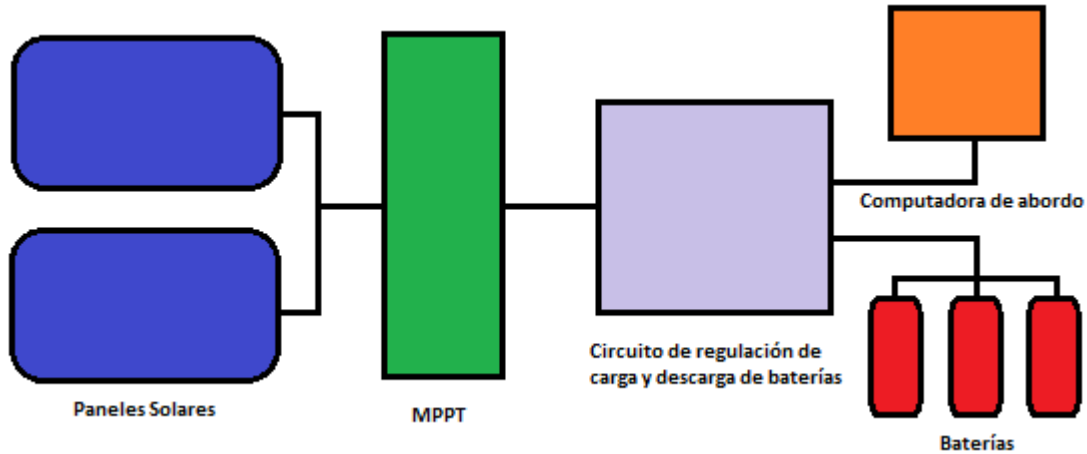 Paneles Solares
MPPT
Circuito de regulación de
carga y descarga de baterías
Computadora de abordo
Baterías